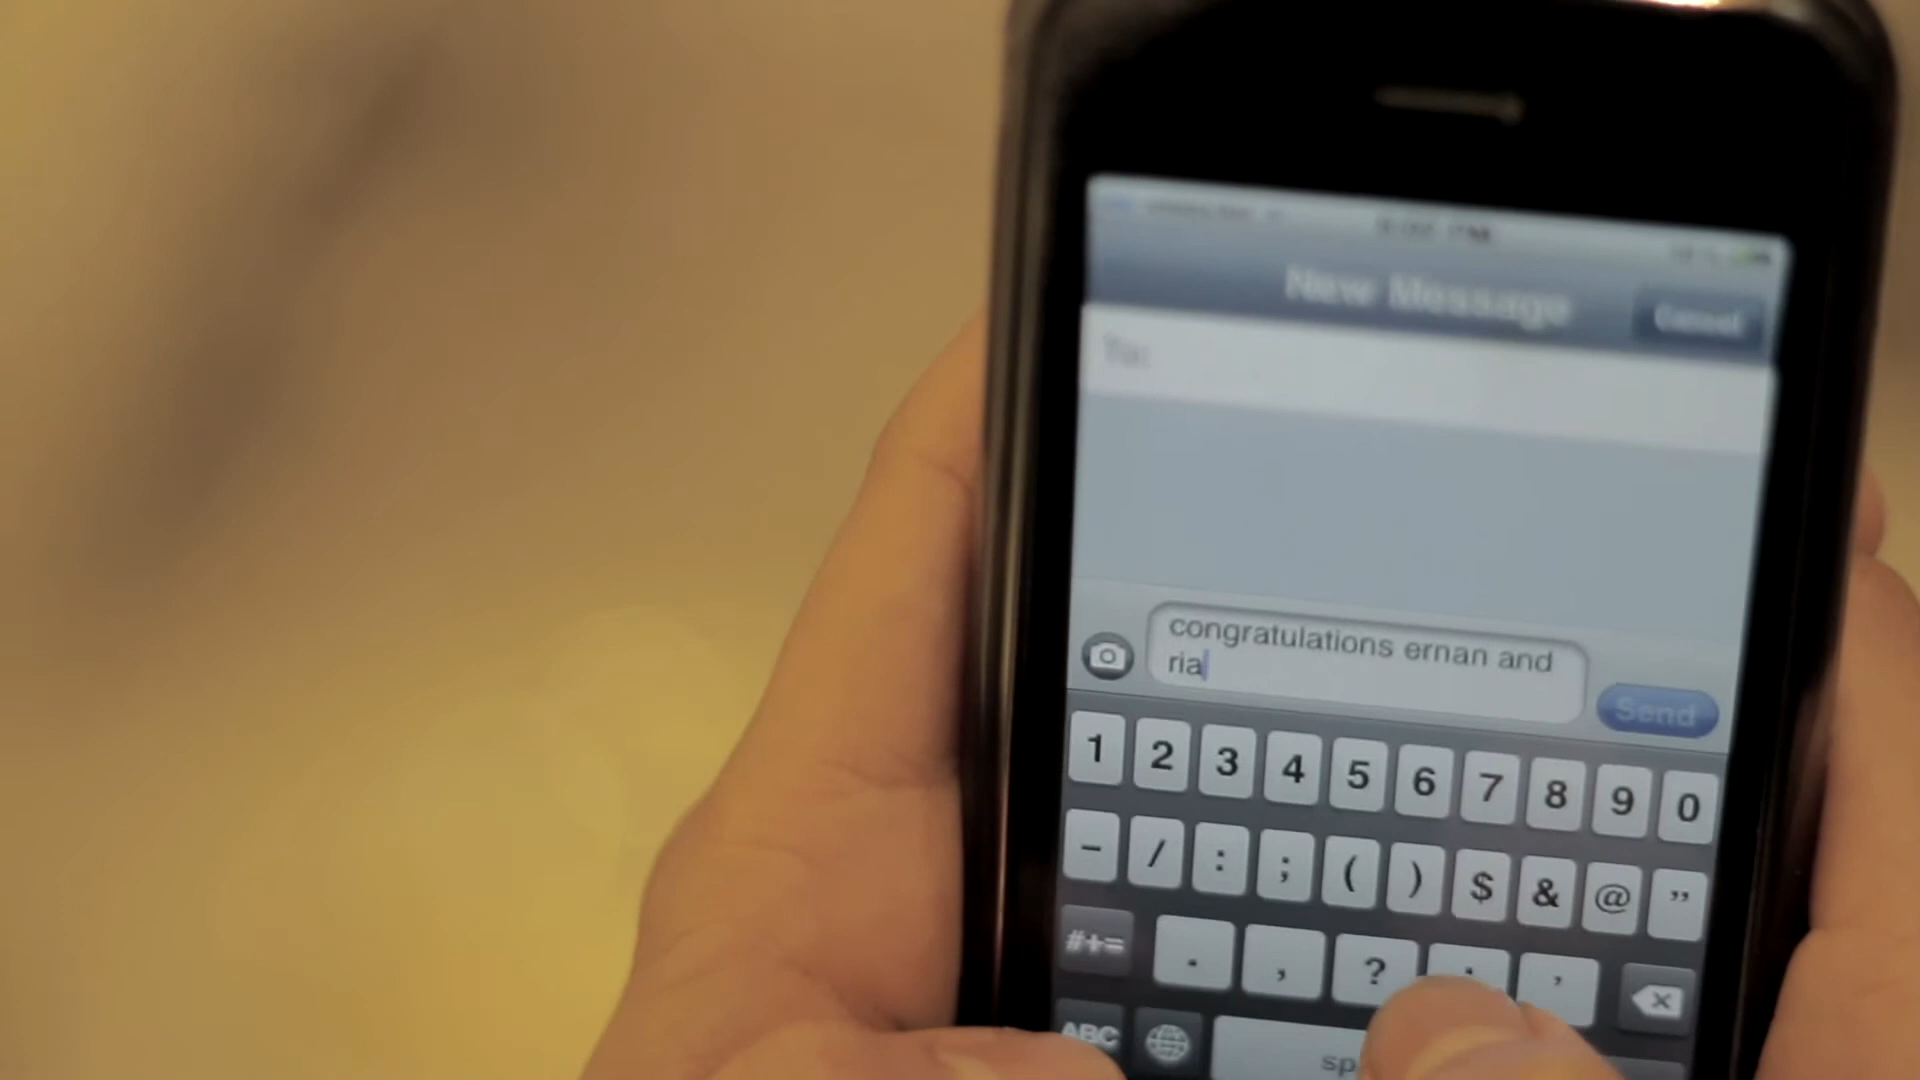 New Message
Cancel
To:
congratulations ernan and
ria
Send
1 2 3 4 5 6 7 8 9 0
- / : ; ( ) $ & @ ”
#+= . , ? ’
ABC